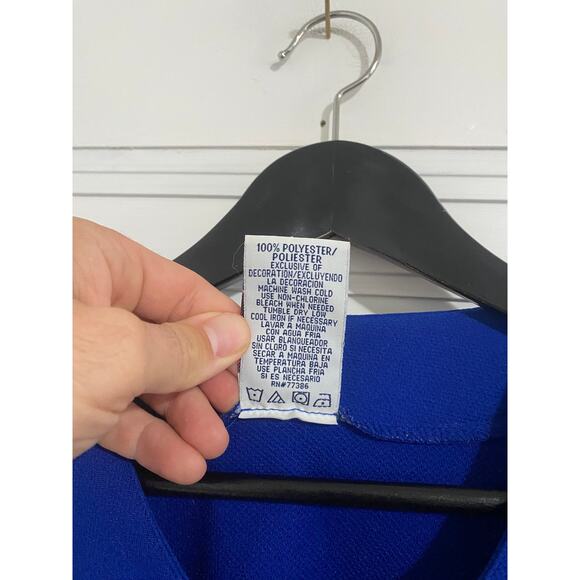 100% POLYESTER/
POLIESTER
EXCLUSIVE OF
DECORATION/EXCLUYENDO
LA DECORACION
MACHINE WASH COLD
USE NON-CHLORINE
BLEACH WHEN NEEDED
TUMBLE DRY LOW
COOL IRON IF NECESSARY
LAVAR A MAQUINA
CON AGUA FRIA
USAR BLANQUEADOR
SIN CLORO SI NECESITA
SECAR A MAQUINA EN
TEMPERATURA BAJA
USE PLANCHA FRIA
SI ES NECESARIO
RN#77386